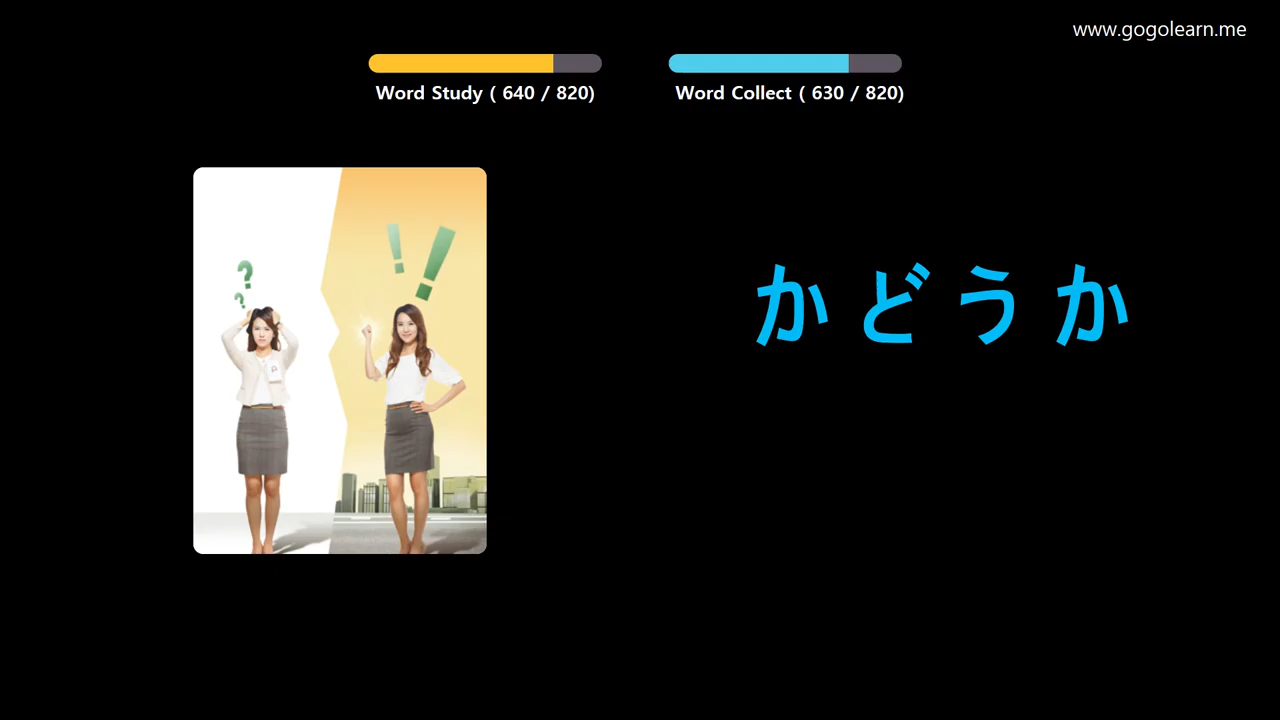 www.gogolearn.me
Word Study ( 640 / 820)
Word Collect ( 630 / 820)
? ?
! !
かどうか